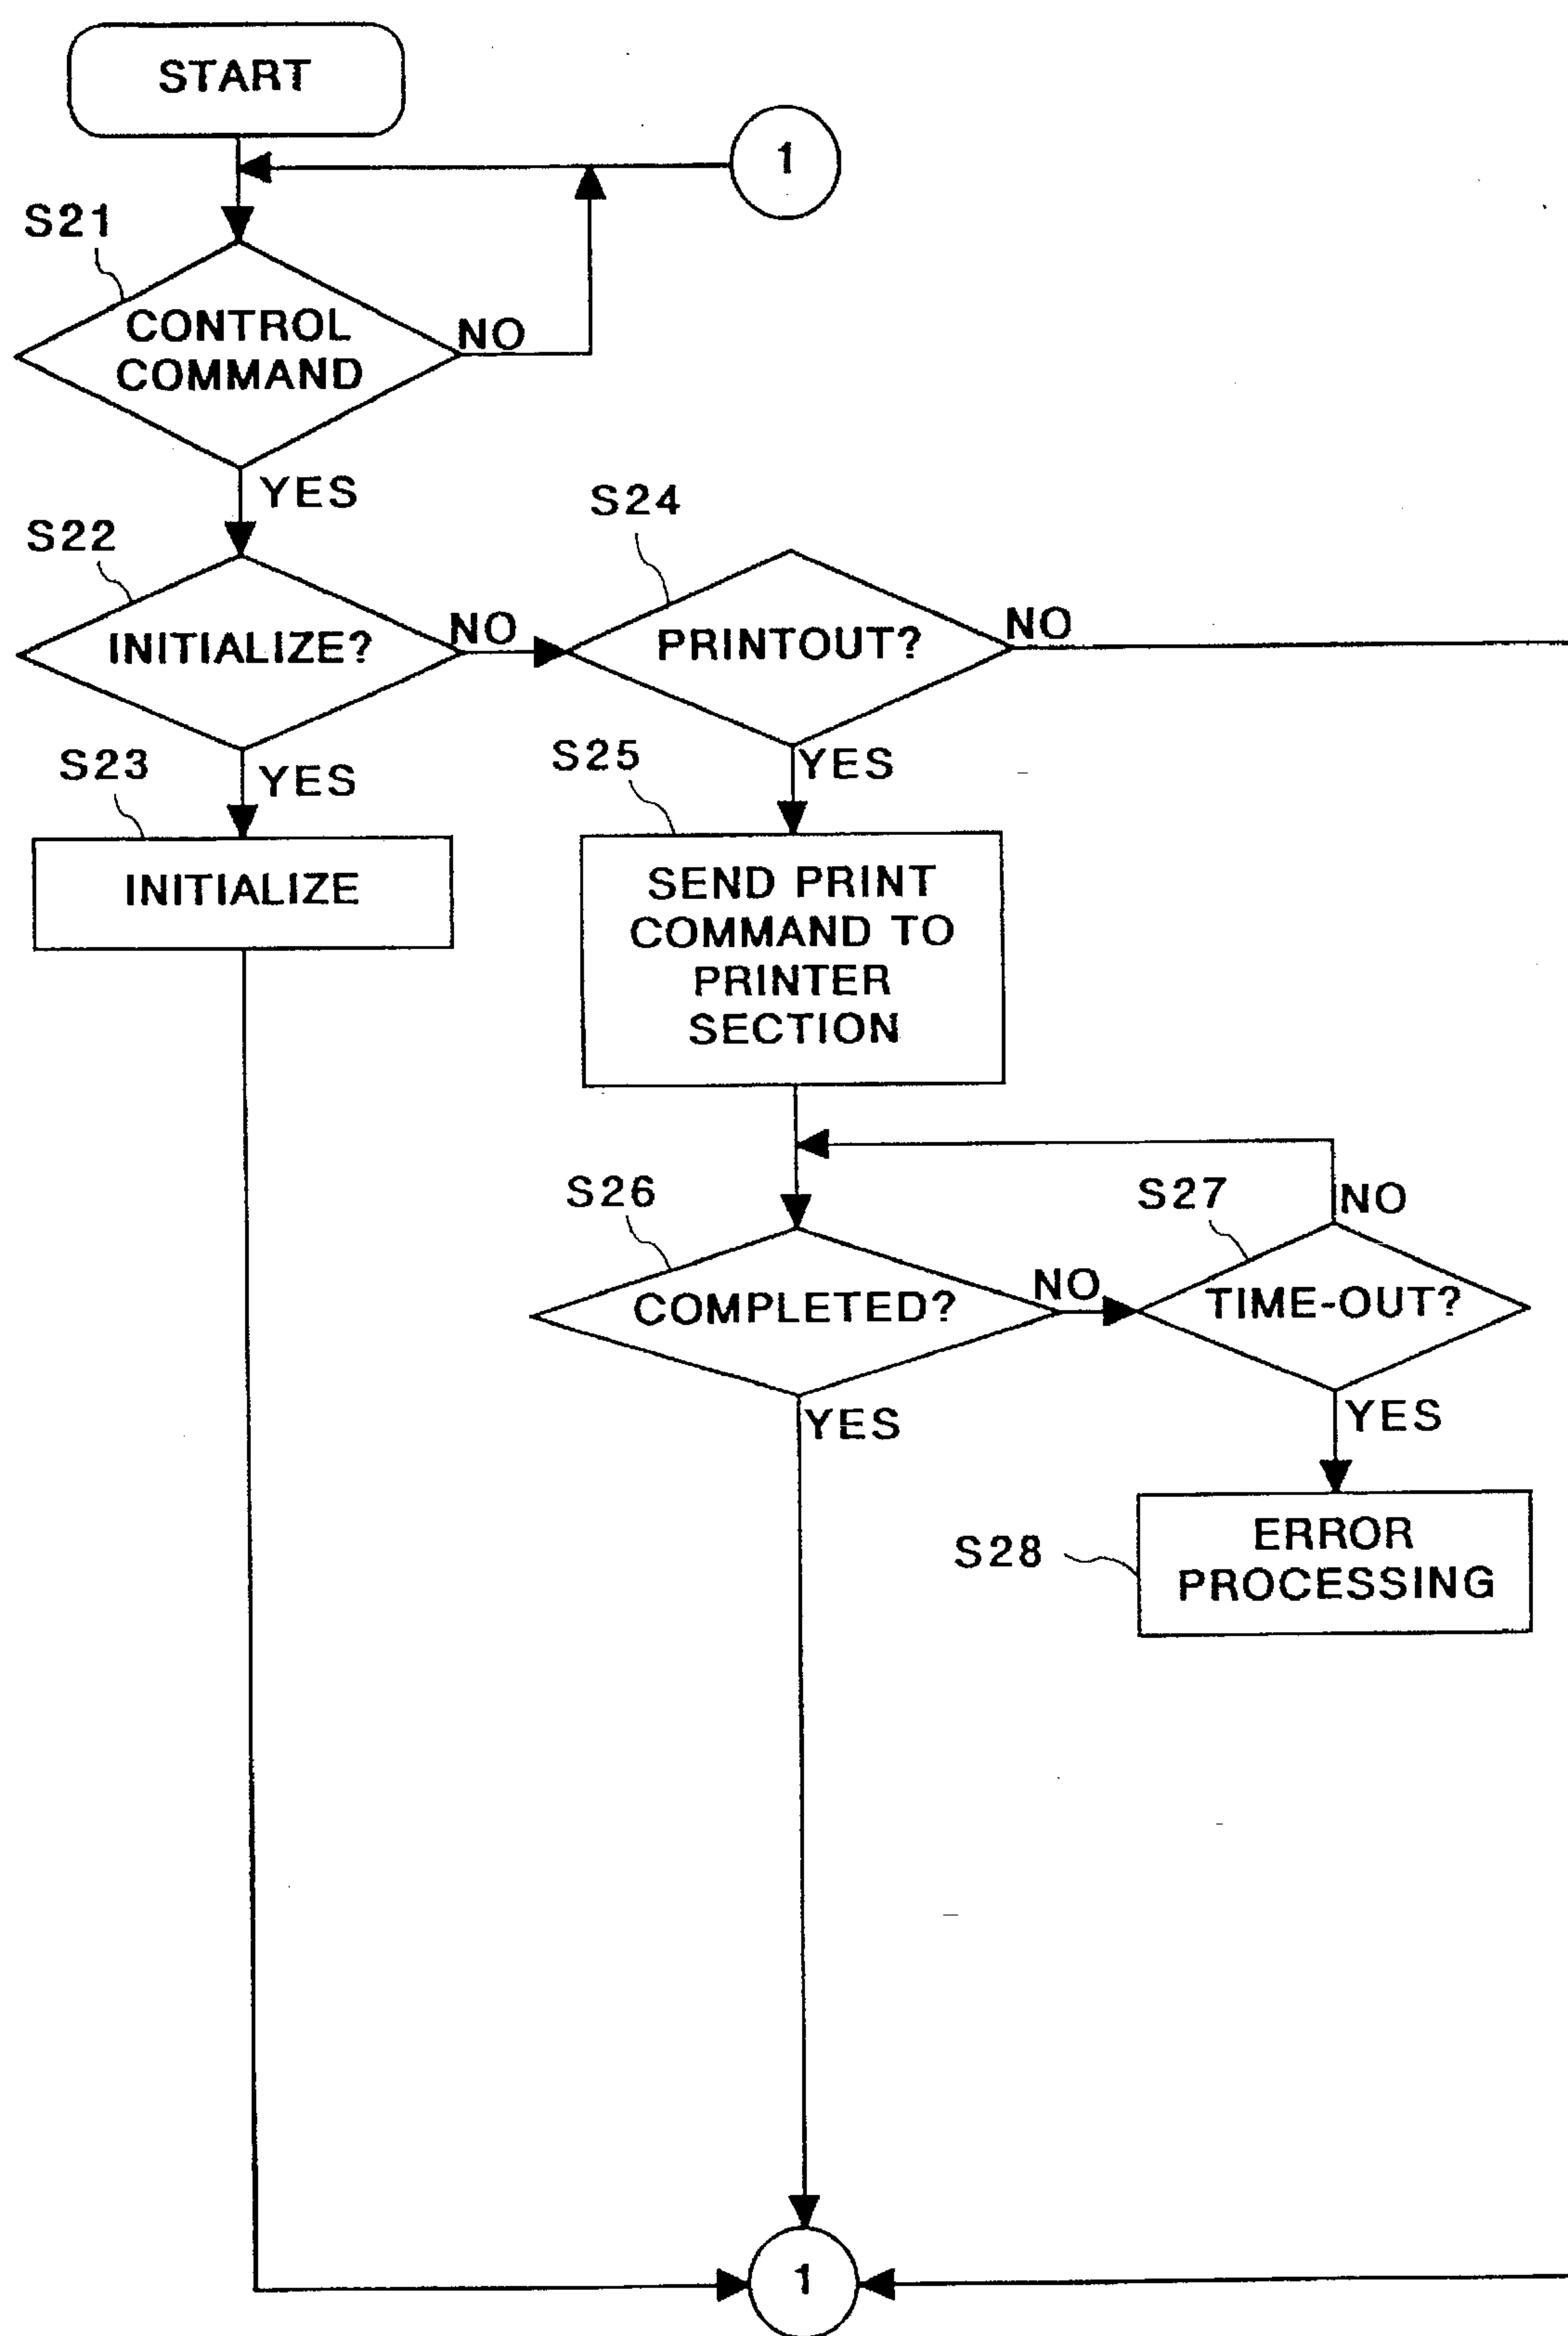 START
1
S21
CONTROL
COMMAND
NO
YES
S22
INITIALIZE?
NO
S24
PRINTOUT?
NO
S23
YES
INITIALIZE
S25
YES
SEND PRINT
COMMAND TO
PRINTER
SECTION
S26
COMPLETED?
NO
S27
NO
TIME-OUT?
YES
YES
S28
ERROR
PROCESSING
1